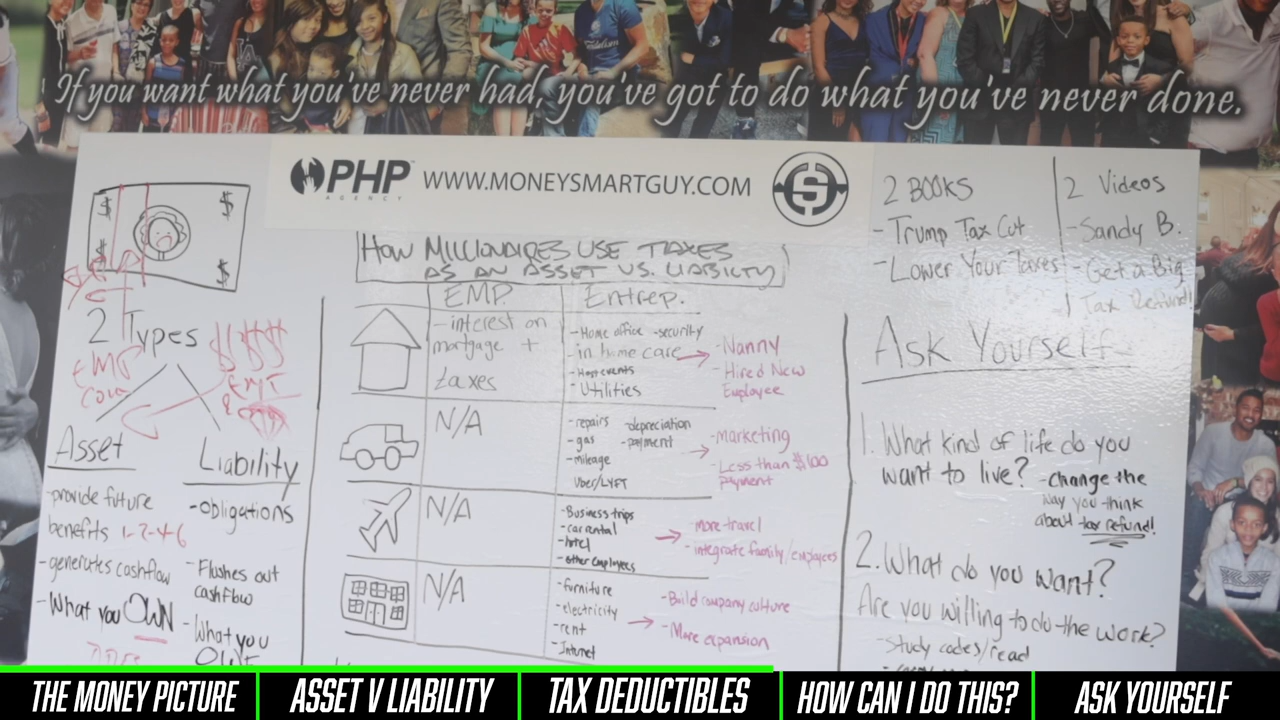 If you want what you've never had, you've got to do what you've never done.
PHP
AGENCY
WWW.MONEYSMARTGUY.COM
S
$ $
$ $
2 Types
EMP
Asset
-provide future
benefits 1-2-4-6
-generates cashflow
-What you OWN
Liability
-obligations
-Flushes out
cashflow
-What you
OWE
HOW MILLIONAIRES USE TAXES
AS AN ASSET VS. LIABILITY
EMP. Entrep.
-interest on
mortgage +
taxes
-Home office -security
-in home care
-Host events
-Utilities
-Nanny
-Hired New
Employee
N/A
-repairs -depreciation
-gas -payment
-mileage
Uber/LYFT
-Marketing
-Less than $100
payment
N/A
-Business trips
-car rental
-hotel
-other employees
-More travel
-integrate family/employees
N/A
-furniture
-electricity
-rent
-Internet
-Build company culture
-More expansion
2 BOOKS
-Trump Tax Cut
-Lower Your Taxes
2 Videos
-Sandy B.
-Get a Big
Tax Refund!
Ask Yourself
1. What kind of life do you
want to live? -change the
way you think
about tax refund!
2. What do you want?
Are you willing to do the work?
-study codes/read
THE MONEY PICTURE
ASSET V LIABILITY
TAX DEDUCTIBLES
HOW CAN I DO THIS?
ASK YOURSELF